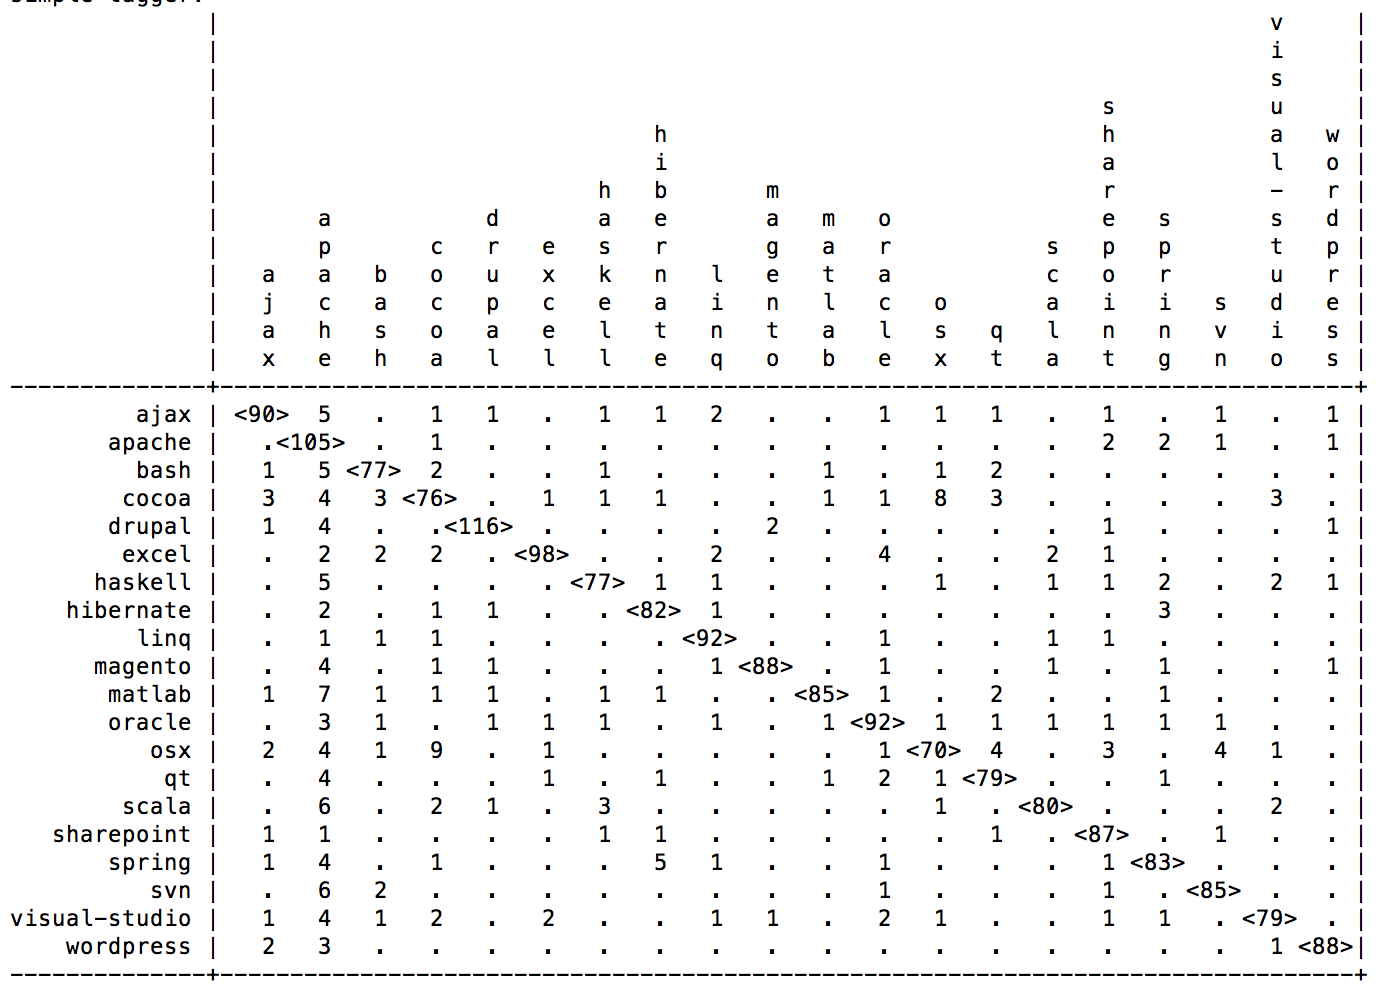 ajax
apache
bash
cocoa
drupal
excel
haskell
hibernate
linq
magento
matlab
oracle
osx
qt
scala
sharepoint
spring
svn
visual-studio
wordpress
ajax | <90> 5 . 1 1 . 1 1 2 . . 1 1 1 . 1 . 1 . 1 |
apache | .<105> . 1 . . . . . . . . . . . 2 2 1 . 1 |
bash | 1 5 <77> 2 . . 1 . . . 1 . 1 2 . . . . . . |
cocoa | 3 4 3 <76> . 1 1 1 . . 1 1 8 3 . . . . 3 . |
drupal | 1 4 . .<116> . . . . 2 . . . . . 1 . . . 1 |
excel | . 2 2 2 . <98> . . 2 . . 4 . . 2 1 . . . . |
haskell | . 5 . . . . <77> 1 1 . . . 1 . 1 1 2 . 2 1 |
hibernate | . 2 . 1 1 . . <82> 1 . . . . . . . 3 . . . |
linq | . 1 1 1 . . . . <92> . . 1 . . 1 1 . . . . |
magento | . 4 . 1 1 . . . 1 <88> . 1 . . 1 . 1 . . 1 |
matlab | 1 7 1 1 1 . 1 1 . . <85> 1 . 2 . . 1 . . . |
oracle | . 3 1 . 1 1 1 . 1 . 1 <92> 1 1 1 1 1 1 . . |
osx | 2 4 1 9 . 1 . . . . . 1 <70> 4 . 3 . 4 1 . |
qt | . 4 . . . 1 . 1 . . 1 2 1 <79> . . 1 . . . |
scala | . 6 . 2 1 . 3 . . . . . 1 . <80> . . . 2 . |
sharepoint | 1 1 . . . . 1 1 . . . . . 1 . <87> . 1 . . |
spring | 1 4 . 1 . . . 5 1 . . 1 . . . 1 <83> . . . |
svn | . 6 2 . . . . . . . . 1 . . . 1 . <85> . . |
visual-studio | 1 4 1 2 . 2 . . 1 1 . 2 1 . . 1 1 . <79> . |
wordpress | 2 3 . . . . . . . . . . . . . . . . 1 <88>|